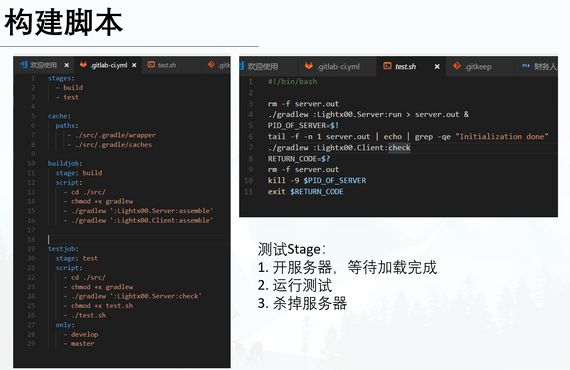 构建脚本
欢迎使用
.gitlab-ci.yml
test.sh
.gitk
1 stages:
2 - build
3 - test
4
5 cache:
6 paths:
7 - ./src/.gradle/wrapper
8 - ./src/.gradle/caches
9
10 buildjob:
11 stage: build
12 script:
13 - cd ./src/
14 - chmod +x gradlew
15 - ./gradlew ':Lightx00.Server:assemble'
16 - ./gradlew ':Lightx00.Client:assemble'
17
18
19 testjob:
20 stage: test
21 script:
22 - cd ./src/
23 - chmod +x gradlew
24 - ./gradlew ':Lightx00.Server:check'
25 - chmod +x test.sh
26 - ./test.sh
27 only:
28 - develop
29 - master
欢迎使用
.gitlab-ci.yml
test.sh
.gitkeep
财务人
1 #!/bin/bash
2
3 rm -f server.out
4 ./gradlew :Lightx00.Server:run > server.out &
5 PID_OF_SERVER=$!
6 tail -f -n 1 server.out | echo | grep -qe "Initialization done"
7 ./gradlew :Lightx00.Client:check
8 RETURN_CODE=$?
9 rm -f server.out
10 kill -9 $PID_OF_SERVER
11 exit $RETURN_CODE
测试Stage:
1. 开服务器，等待加载完成
2. 运行测试
3. 杀掉服务器